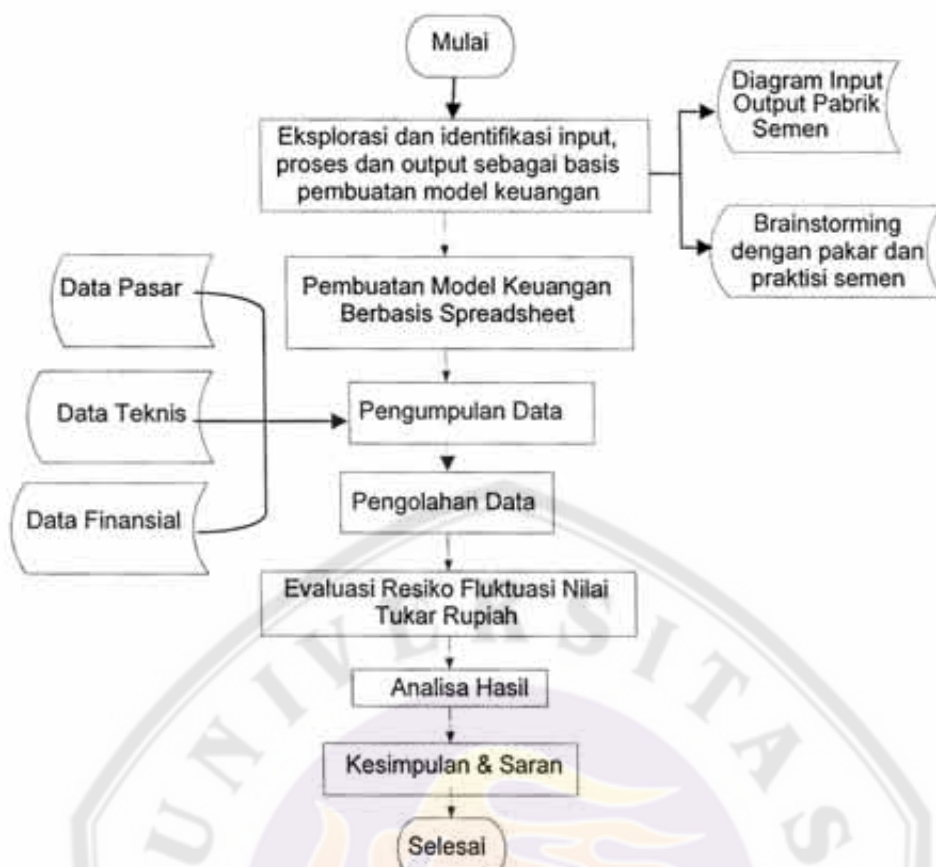 Mulai
Diagram Input
Output Pabrik
Semen
Eksplorasi dan identifikasi input,
proses dan output sebagai basis
pembuatan model keuangan
Brainstorming
dengan pakar dan
praktisi semen
Data Pasar
Pembuatan Model Keuangan
Berbasis Spreadsheet
Data Teknis
Pengumpulan Data
Data Finansial
Pengolahan Data
Evaluasi Resiko Fluktuasi Nilai
Tukar Rupiah
Analisa Hasil
Kesimpulan & Saran
Selesai
UNIVERSITAS